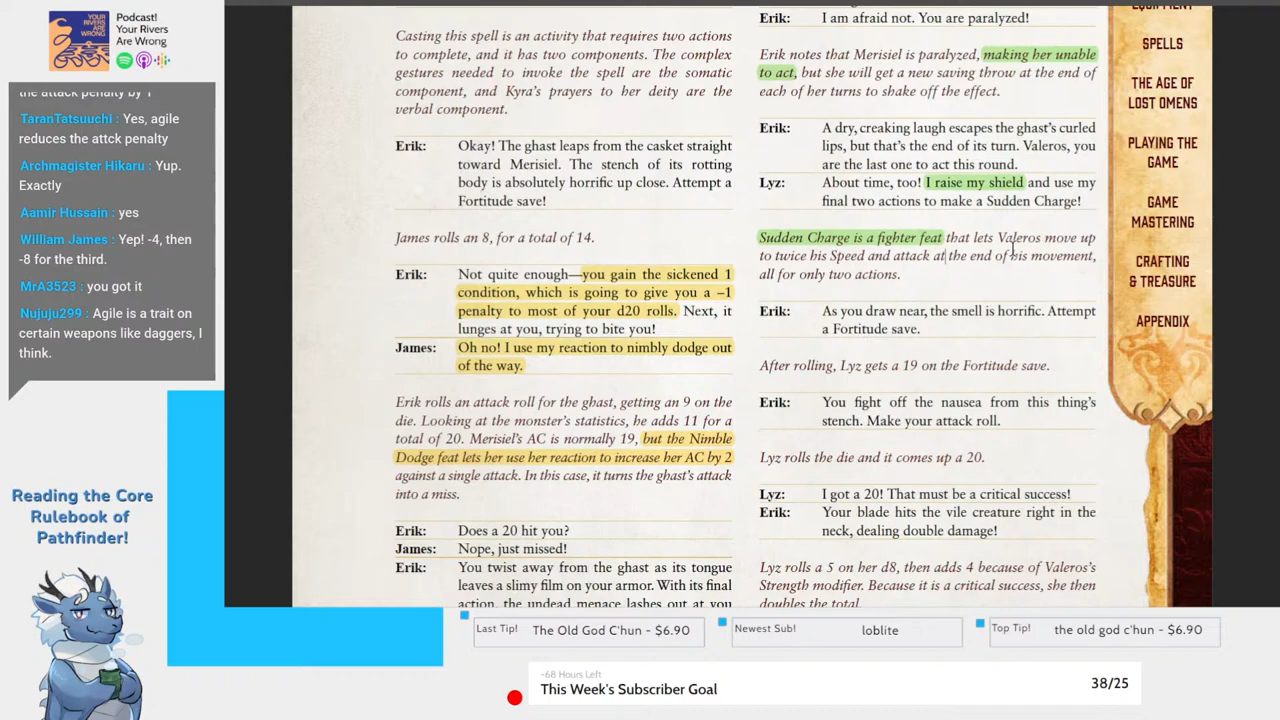 YOUR
RIVERS
ARE
WRONG
Podcast!
Your Rivers
Are Wrong
the attack penalty by 1
TaranTatsuuchi : Yes, agile
reduces the attck penalty
Archmagister Hikaru : Yup.
Exactly
Aamir Hussain : yes
William James : Yep! -4, then
-8 for the third.
MrA3523 : you got it
Nujuju299 : Agile is a trait on
certain weapons like daggers, I
think.
Reading the Core
Rulebook of
Pathfinder!
Casting this spell is an activity that requires two actions
to complete, and it has two components. The complex
gestures needed to invoke the spell are the somatic
component, and Kyra's prayers to her deity are the
verbal component.
Erik: Okay! The ghast leaps from the casket straight
toward Merisiel. The stench of its rotting
body is absolutely horrific up close. Attempt a
Fortitude save!
James rolls an 8, for a total of 14.
Erik: Not quite enough—you gain the sickened 1
condition, which is going to give you a –1
penalty to most of your d20 rolls. Next, it
lunges at you, trying to bite you!
James: Oh no! I use my reaction to nimbly dodge out
of the way.
Erik rolls an attack roll for the ghast, getting an 9 on the
die. Looking at the monster's statistics, he adds 11 for a
total of 20. Merisiel's AC is normally 19, but the Nimble
Dodge feat lets her use her reaction to increase her AC by 2
against a single attack. In this case, it turns the ghast's attack
into a miss.
Erik: Does a 20 hit you?
James: Nope, just missed!
Erik: You twist away from the ghast as its tongue
leaves a slimy film on your armor. With its final
action, the undead menace lashes out at you
Erik: I am afraid not. You are paralyzed!
Erik notes that Merisiel is paralyzed, making her unable
to act, but she will get a new saving throw at the end of
each of her turns to shake off the effect.
Erik: A dry, creaking laugh escapes the ghast's curled
lips, but that's the end of its turn. Valeros, you
are the last one to act this round.
Lyz: About time, too! I raise my shield and use my
final two actions to make a Sudden Charge!
Sudden Charge is a fighter feat that lets Valeros move up
to twice his Speed and attack at the end of his movement,
all for only two actions.
Erik: As you draw near, the smell is horrific. Attempt
a Fortitude save.
After rolling, Lyz gets a 19 on the Fortitude save.
Erik: You fight off the nausea from this thing's
stench. Make your attack roll.
Lyz rolls the die and it comes up a 20.
Lyz: I got a 20! That must be a critical success!
Erik: Your blade hits the vile creature right in the
neck, dealing double damage!
Lyz rolls a 5 on her d8, then adds 4 because of Valeros's
Strength modifier. Because it is a critical success, she then
doubles the total.
EQUIPMENT
SPELLS
THE AGE OF
LOST OMENS
PLAYING THE
GAME
GAME
MASTERING
CRAFTING
& TREASURE
APPENDIX
Last Tip! The Old God C'hun - $6.90
Newest Sub! loblite
Top Tip! the old god c'hun - $6.90
-68 Hours Left
This Week's Subscriber Goal
38/25